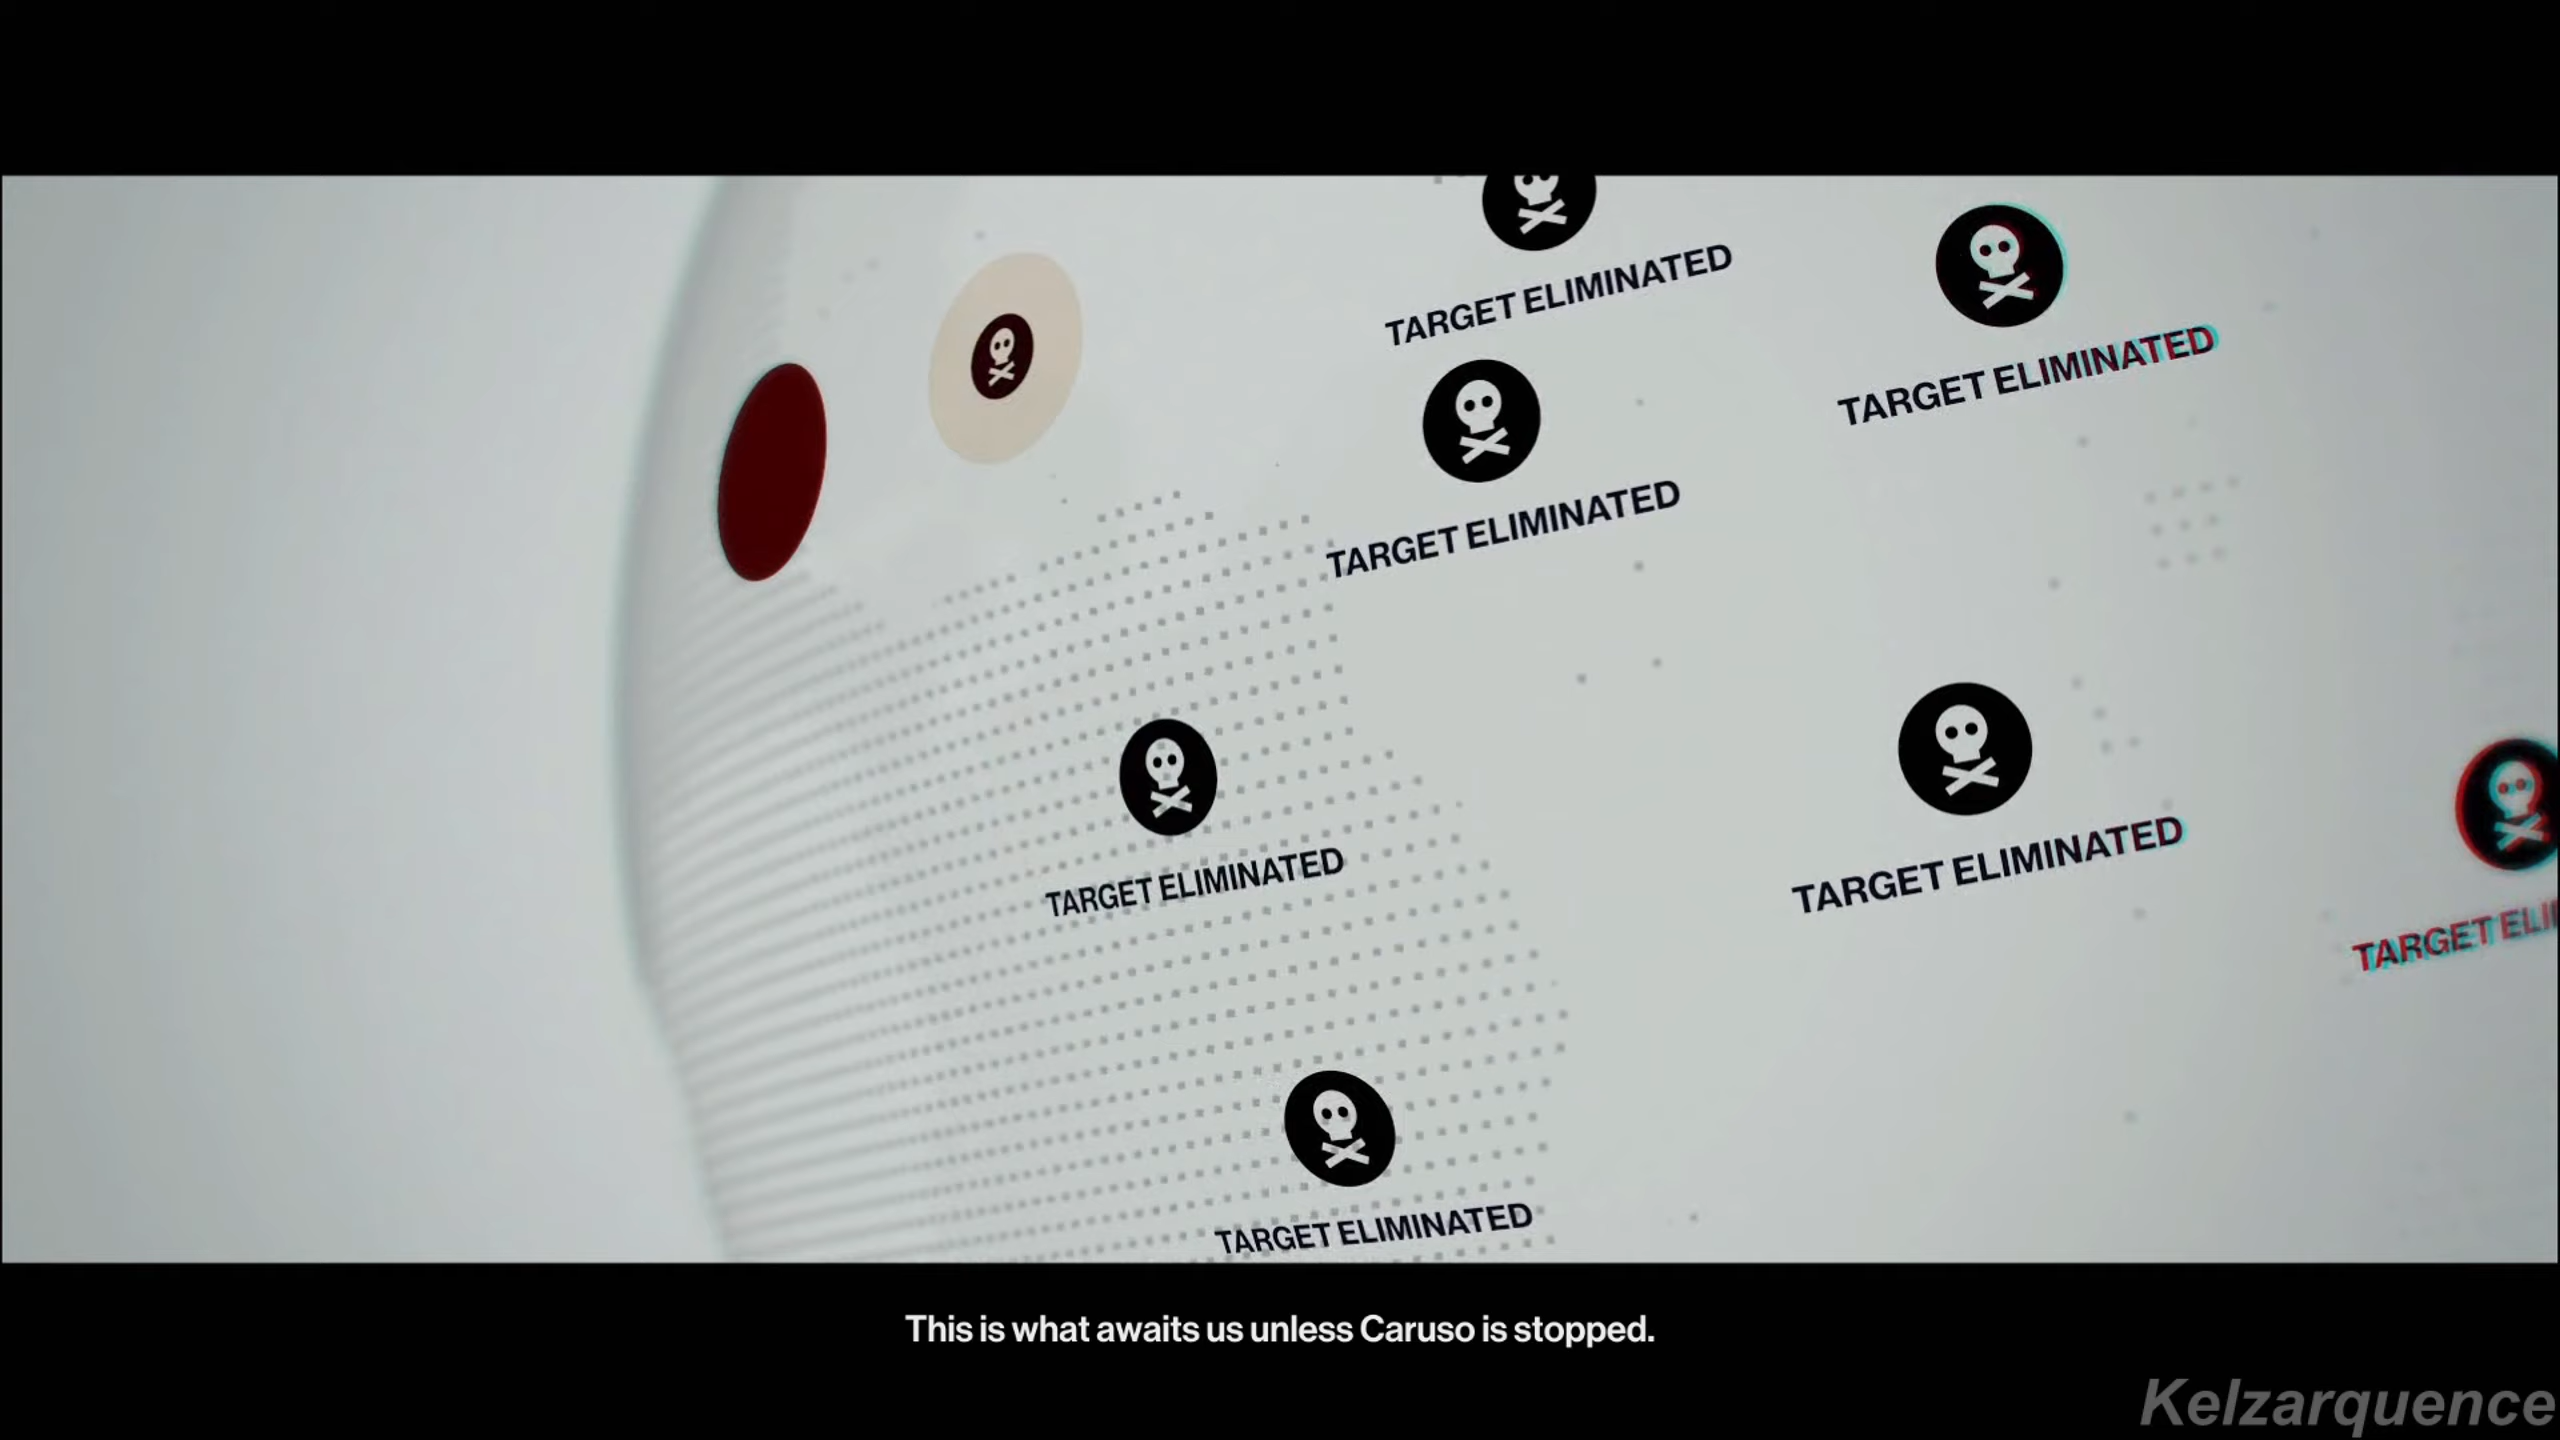 TARGET ELIMINATED
TARGET ELIMINATED
TARGET ELIMINATED
TARGET ELIMINATED
TARGET ELIMINATED
TARGET
TARGET ELIMINATED
This is what awaits us unless Caruso is stopped.
Kelzarquence